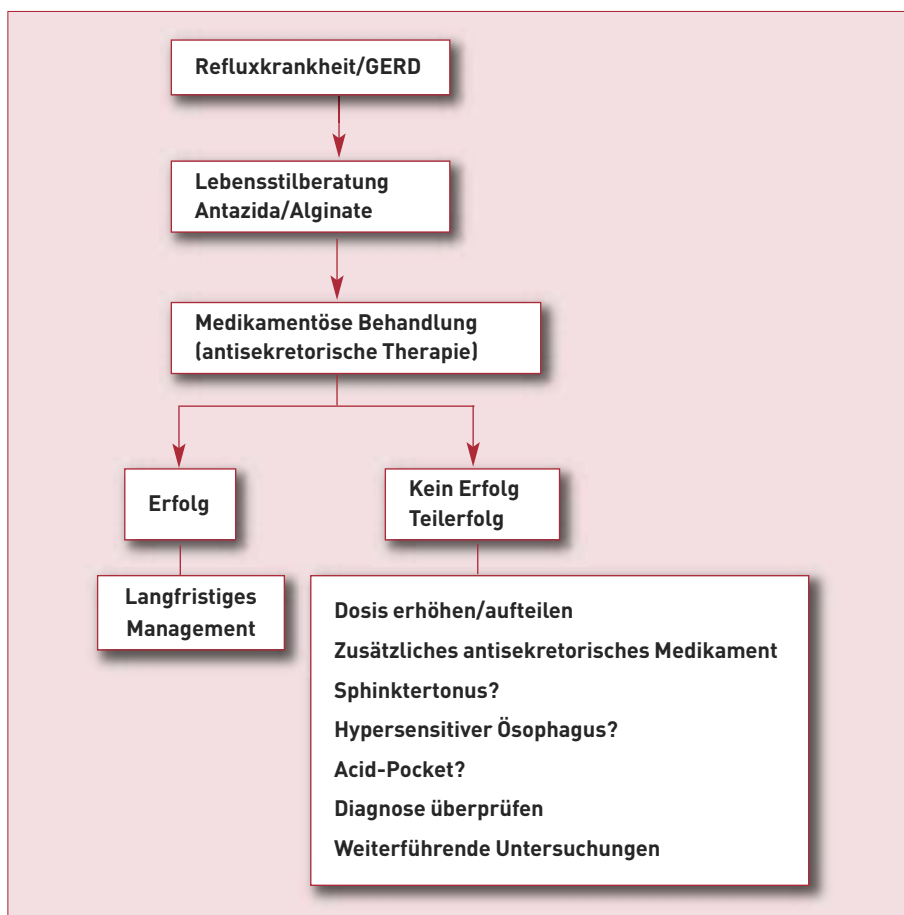 Refluxkrankheit/GERD
Lebensstilberatung
Antazida/Alginate
Medikamentöse Behandlung
(antisekretorische Therapie)
Erfolg
Kein Erfolg
Teilerfolg
Langfristiges
Management
Dosis erhöhen/aufteilen
Zusätzliches antisekretorisches Medikament
Sphinktertonus?
Hypersensitiver Ösophagus?
Acid-Pocket?
Diagnose überprüfen
Weiterführende Untersuchungen